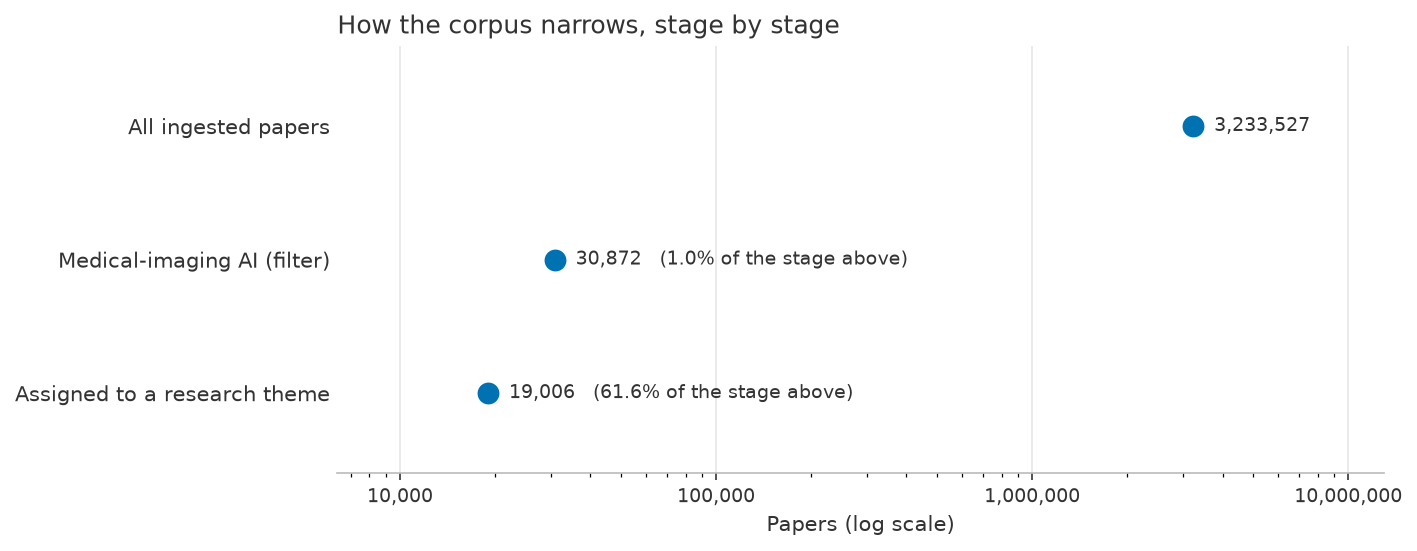 How the corpus narrows, stage by stage
All ingested papers
3,233,527
Medical-imaging AI (filter)
30,872 (1.0% of the stage above)
Assigned to a research theme
19,006 (61.6% of the stage above)
10,000 100,000 1,000,000 10,000,000
Papers (log scale)